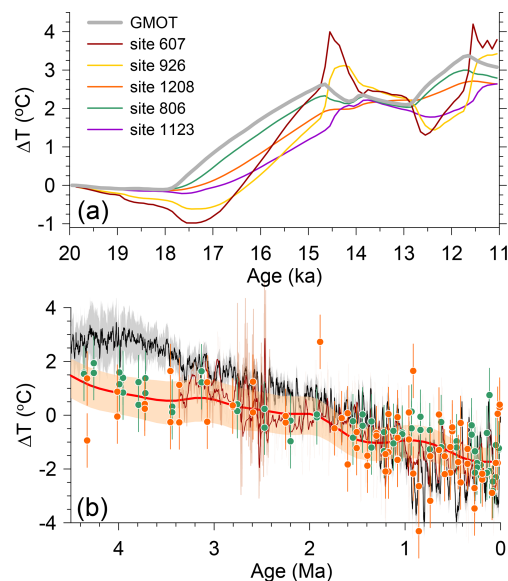 4
3
2
1
0
-1
ΔT (ºC)
GMOT
site 607
site 926
site 1208
site 806
site 1123
(a)
20 19 18 17 16 15 14 13 12 11
Age (ka)
4
2
0
-2
-4
ΔT (ºC)
(b)
4 3 2 1 0
Age (Ma)